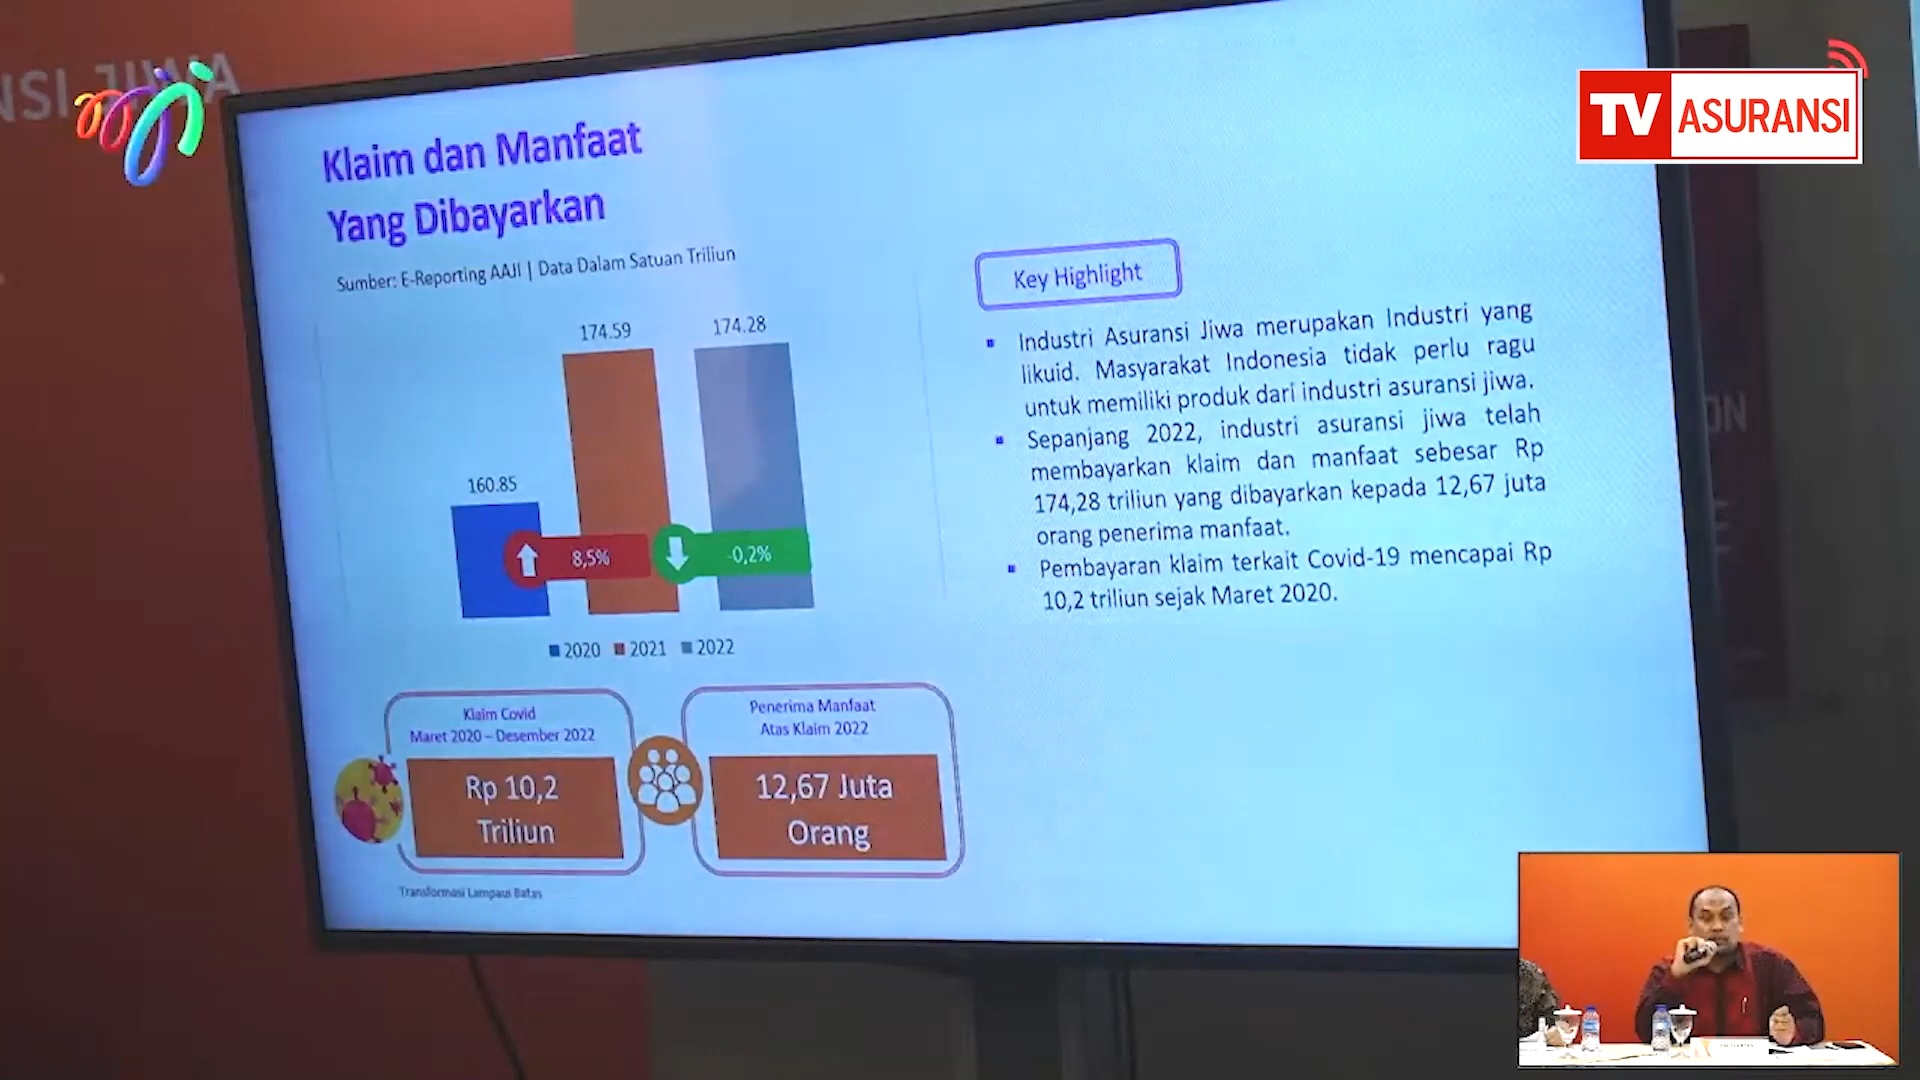 NSI JIWA
TV ASURANSI
Klaim dan Manfaat
Yang Dibayarkan
Sumber: E-Reporting AAJI | Data Dalam Satuan Triliun
160.85
174.59
174.28
8,5%
-0,2%
2020 2021 2022
Klaim Covid
Maret 2020 – Desember 2022
Rp 10,2
Triliun
Penerima Manfaat
Atas Klaim 2022
12,67 Juta
Orang
Transformasi Lampaui Batas
Key Highlight
Industri Asuransi Jiwa merupakan Industri yang
likuid. Masyarakat Indonesia tidak perlu ragu
untuk memiliki produk dari industri asuransi jiwa.
Sepanjang 2022, industri asuransi jiwa telah
membayarkan klaim dan manfaat sebesar Rp
174,28 triliun yang dibayarkan kepada 12,67 juta
orang penerima manfaat.
Pembayaran klaim terkait Covid-19 mencapai Rp
10,2 triliun sejak Maret 2020.
ON